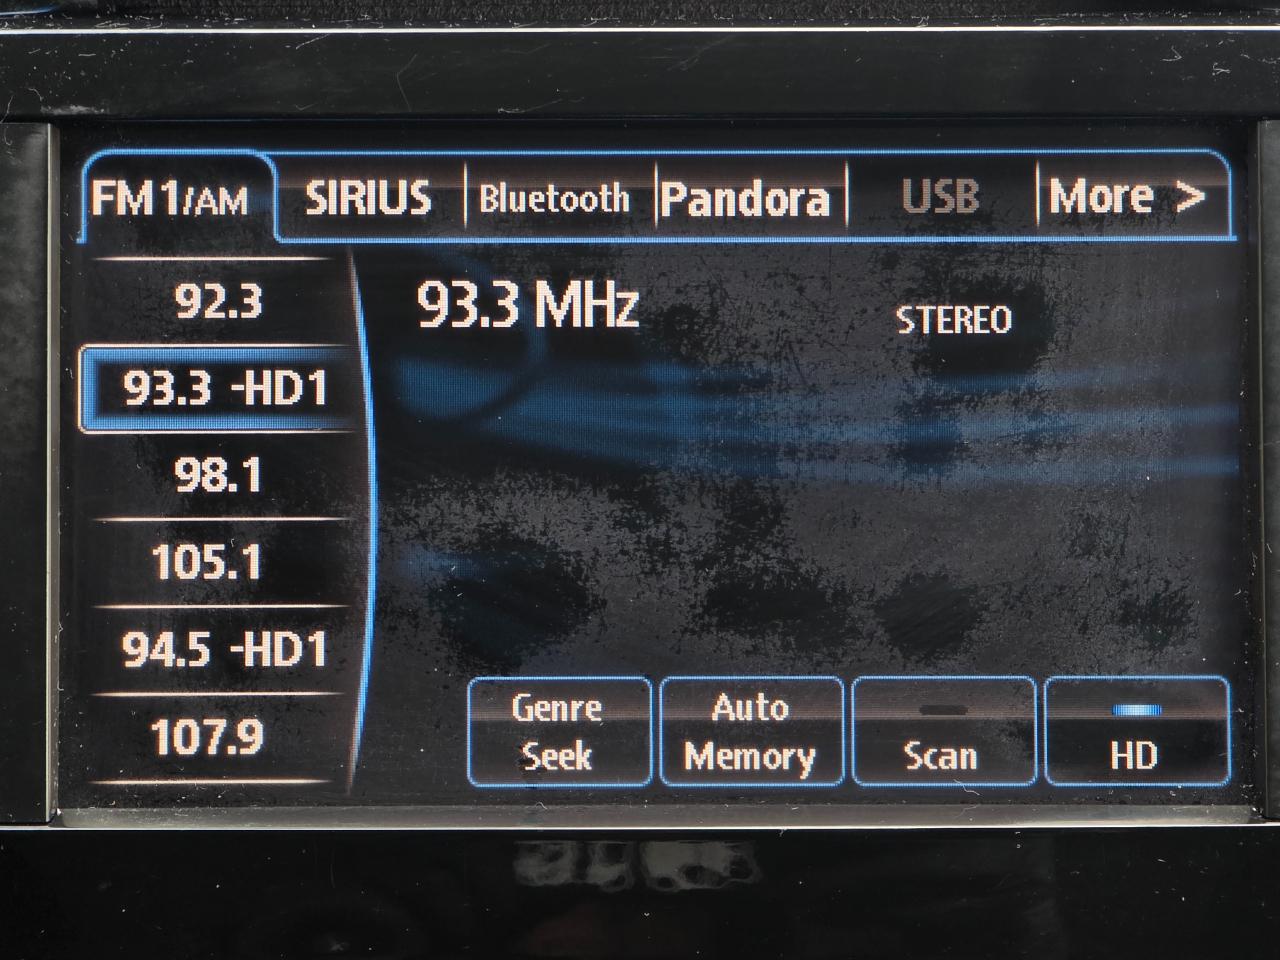 FM1/AM SIRIUS Bluetooth Pandora USB More >
92.3
93.3 -HD1
98.1
105.1
94.5 -HD1
107.9
93.3 MHz
STEREO
Genre
Seek
Auto
Memory
Scan
HD